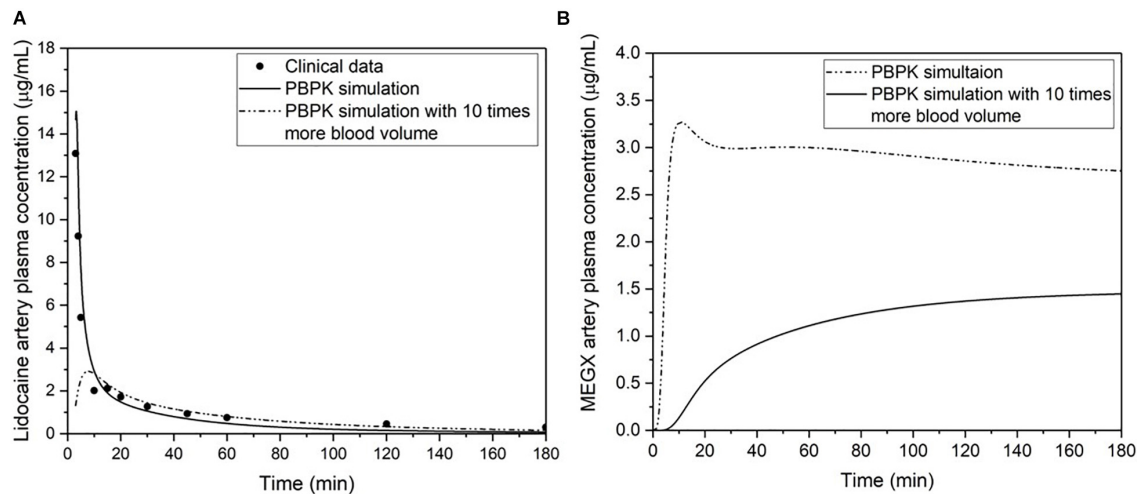 A
Lidocaine artery plasma cocentration (μg/mL)
18
16
14
12
10
8
6
4
2
0
Clinical data
PBPK simulation
PBPK simulation with 10 times
more blood volume
0 20 40 60 80 100 120 140 160 180
Time (min)
B
MEGX artery plasma concentration (μg/mL)
4.0
3.5
3.0
2.5
2.0
1.5
1.0
0.5
0.0
PBPK simultaion
PBPK simulation with 10 times
more blood volume
0 20 40 60 80 100 120 140 160 180
Time (min)